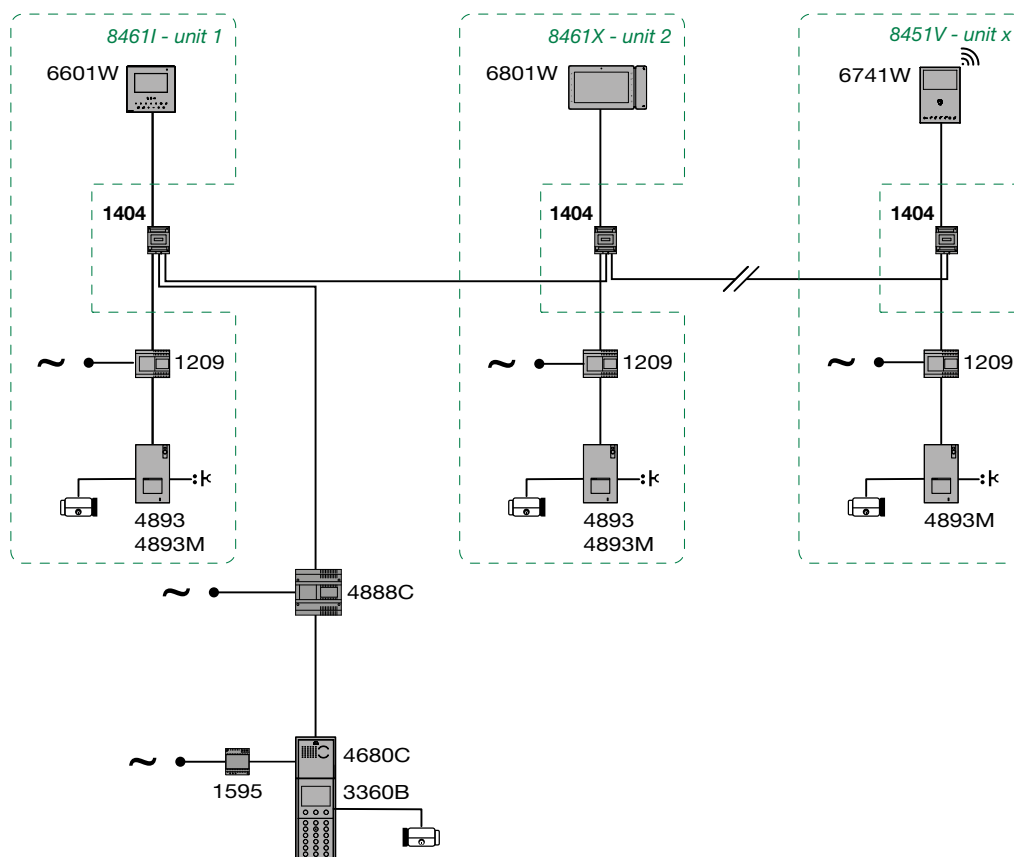 8461I - unit 1
8461X - unit 2
8451V - unit x
6601W
6801W
6741W
1404
1404
1404
1209
1209
1209
4893
4893M
4893
4893M
4893M
4888C
4680C
1595
3360B